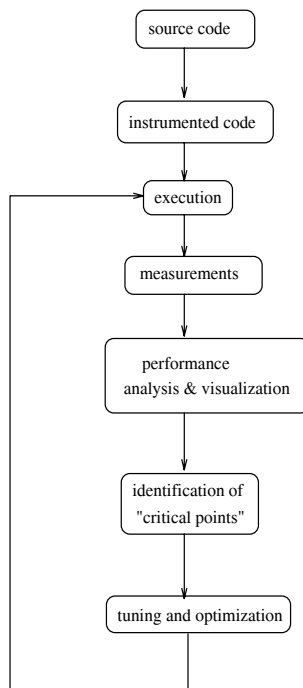 source code
instrumented code
execution
measurements
performance
analysis & visualization
identification of
"critical points"
tuning and optimization